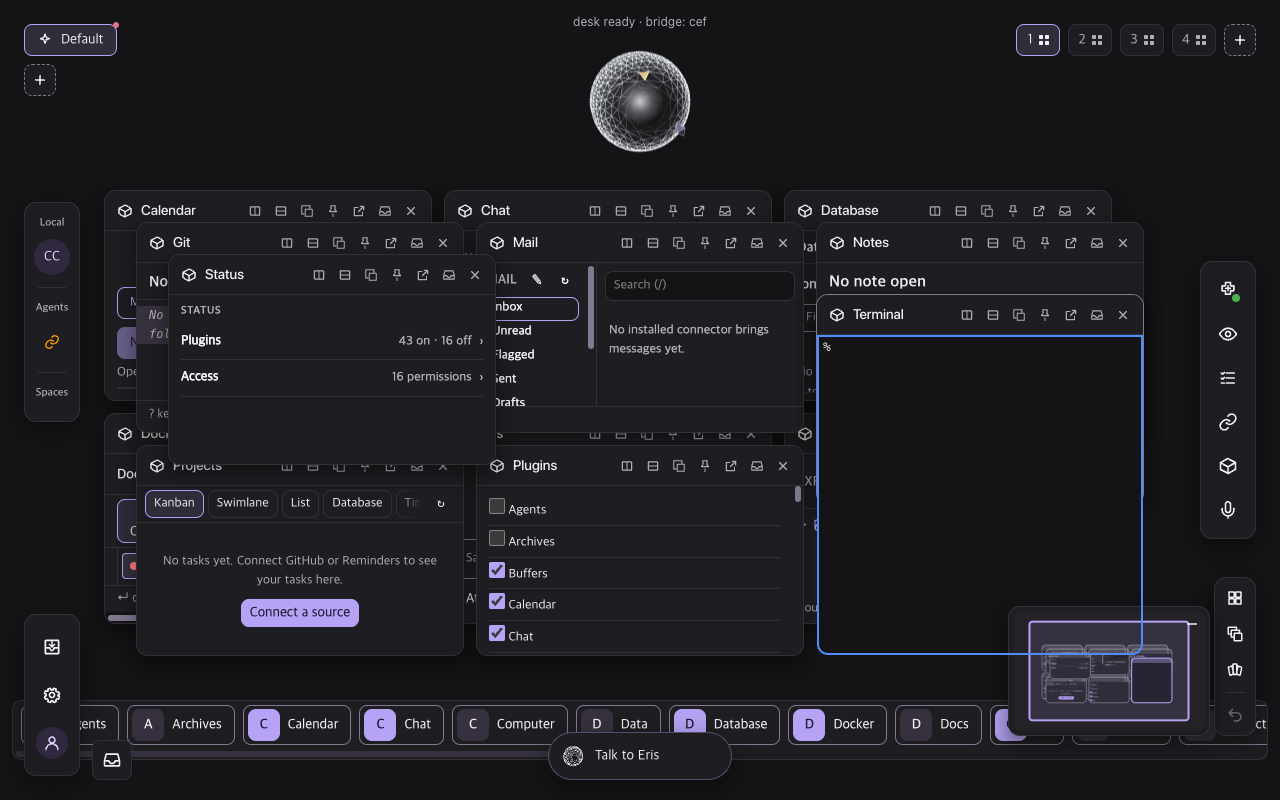 desk ready · bridge: cef
Default
1
2
3
4
Local
CC
Agents
Spaces
Calendar
Chat
Database
Git
Mail
Notes
No note open
Status
STATUS
Plugins
43 on · 16 off
Access
16 permissions
Search (/)
No installed connector brings
messages yet.
Unread
Flagged
Sent
Drafts
Terminal
%
? ke
Projects
Kanban
Swimlane
List
Database
No tasks yet. Connect GitHub or Reminders to see
your tasks here.
Connect a source
Plugins
Agents
Archives
Buffers
Calendar
Chat
A Archives
C Calendar
C Chat
C Computer
D Data
D Database
D Docker
D Docs
Talk to Eris